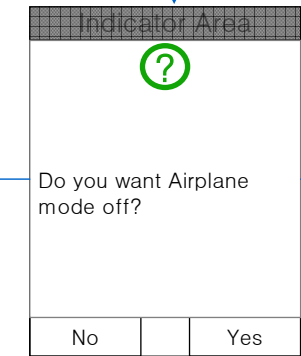 Indicator Area
?
Do you want Airplane
mode off?
No
Yes